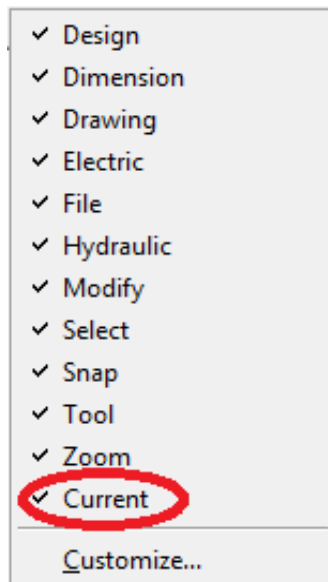 Design
Dimension
Drawing
Electric
File
Hydraulic
Modify
Select
Snap
Tool
Zoom
Current
Customize...